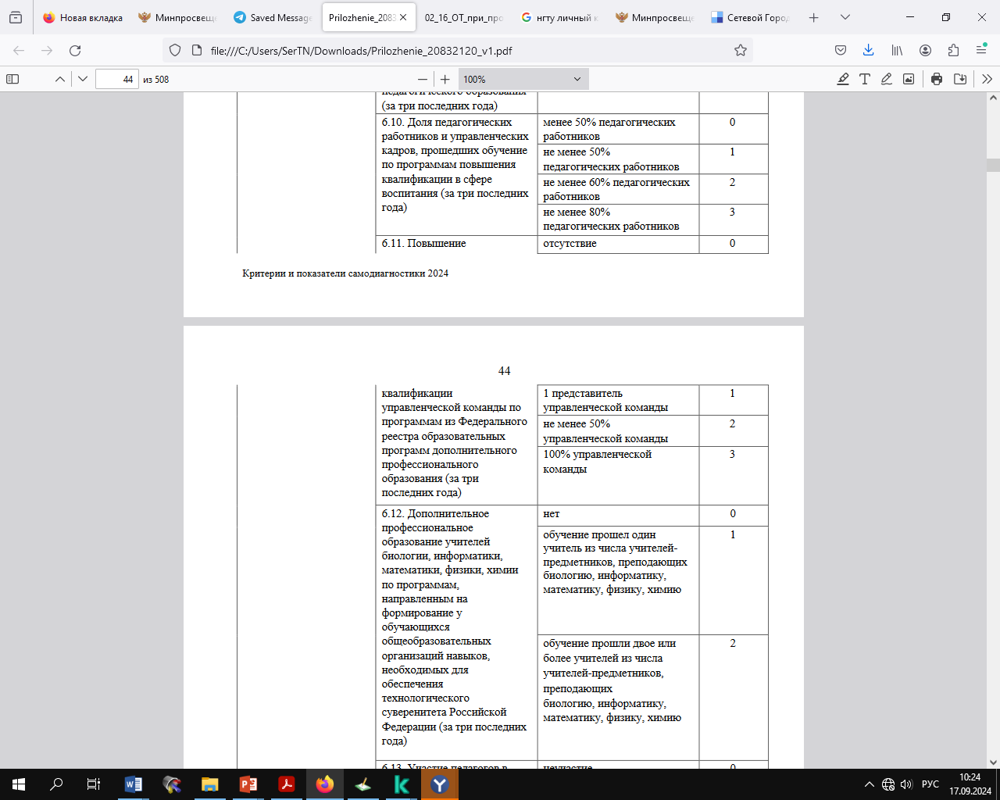 Новая вкладка
Минпросвеще
Saved Message
Prilozhenie_2083
02_16_ОТ_при_про
нгту личный к
Минпросвеще
Сетевой Город
file:///C:/Users/SerTN/Downloads/Prilozhenie_20832120_v1.pdf
44
из 508
100%
педагогического образования
(за три последних года)
6.10. Доля педагогических
работников и управленческих
кадров, прошедших обучение
по программам повышения
квалификации в сфере
воспитания (за три последних
года)
менее 50% педагогических
работников
0
не менее 50%
педагогических работников
1
не менее 60% педагогических
работников
2
не менее 80%
педагогических работников
3
6.11. Повышение
отсутствие
0
Критерии и показатели самодиагностики 2024
44
квалификации
управленческой команды по
программам из Федерального
реестра образовательных
программ дополнительного
профессионального
образования (за три
последних года)
1 представитель
управленческой команды
1
не менее 50%
управленческой команды
2
100% управленческой
команды
3
6.12. Дополнительное
профессиональное
образование учителей
биологии, информатики,
математики, физики, химии
по программам,
направленным на
формирование у
обучающихся
общеобразовательных
организаций навыков,
необходимых для
обеспечения
технологического
суверенитета Российской
Федерации (за три последних
года)
нет
0
обучение прошел один
учитель из числа учителей-
предметников, преподающих
биологию, информатику,
математику, физику, химию
1
обучение прошли двое или
более учителей из числа
учителей-предметников,
преподающих
биологию, информатику,
математику, физику, химию
2
6.13. Участие педагогов в
неучастие
0
РУС
10:24
17.09.2024